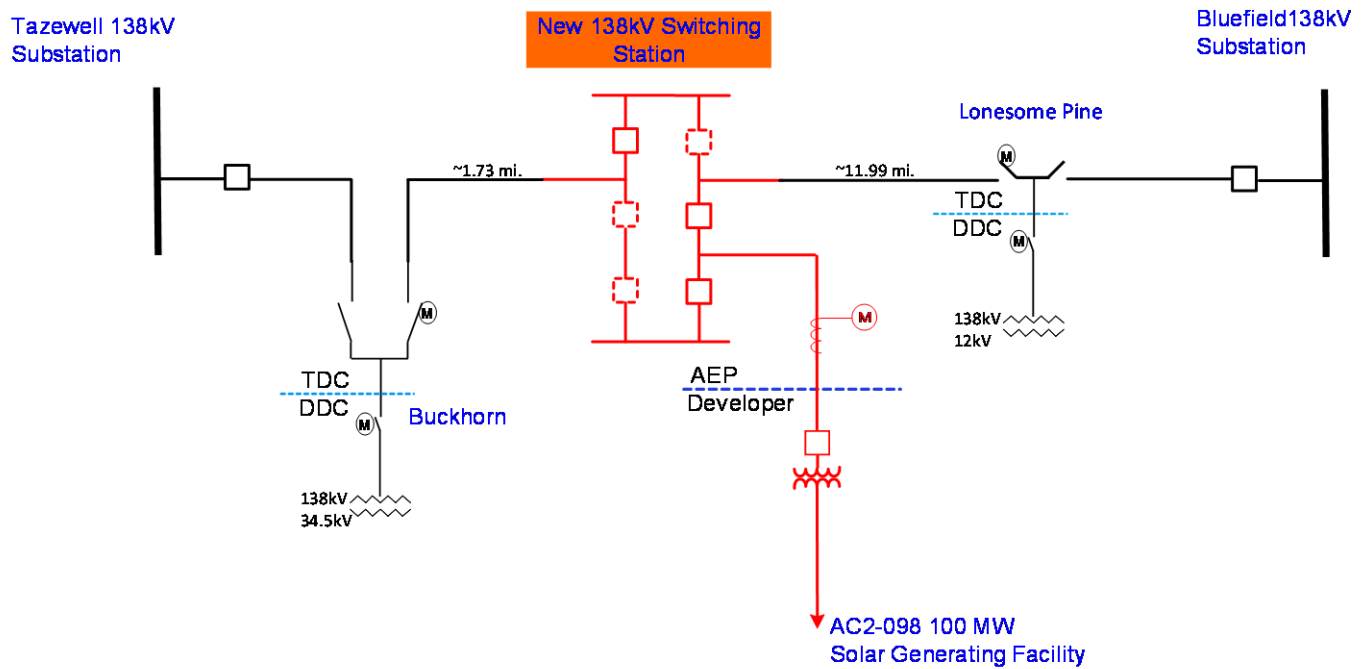 Tazewell 138kV
Substation
New 138kV Switching
Station
Bluefield138kV
Substation
Lonesome Pine
M
~1.73 mi.
~11.99 mi.
TDC
DDC
M
138kV
12kV
M
M
TDC
DDC
Buckhorn
M
138kV
34.5kV
AEP
Developer
AC2-098 100 MW
Solar Generating Facility